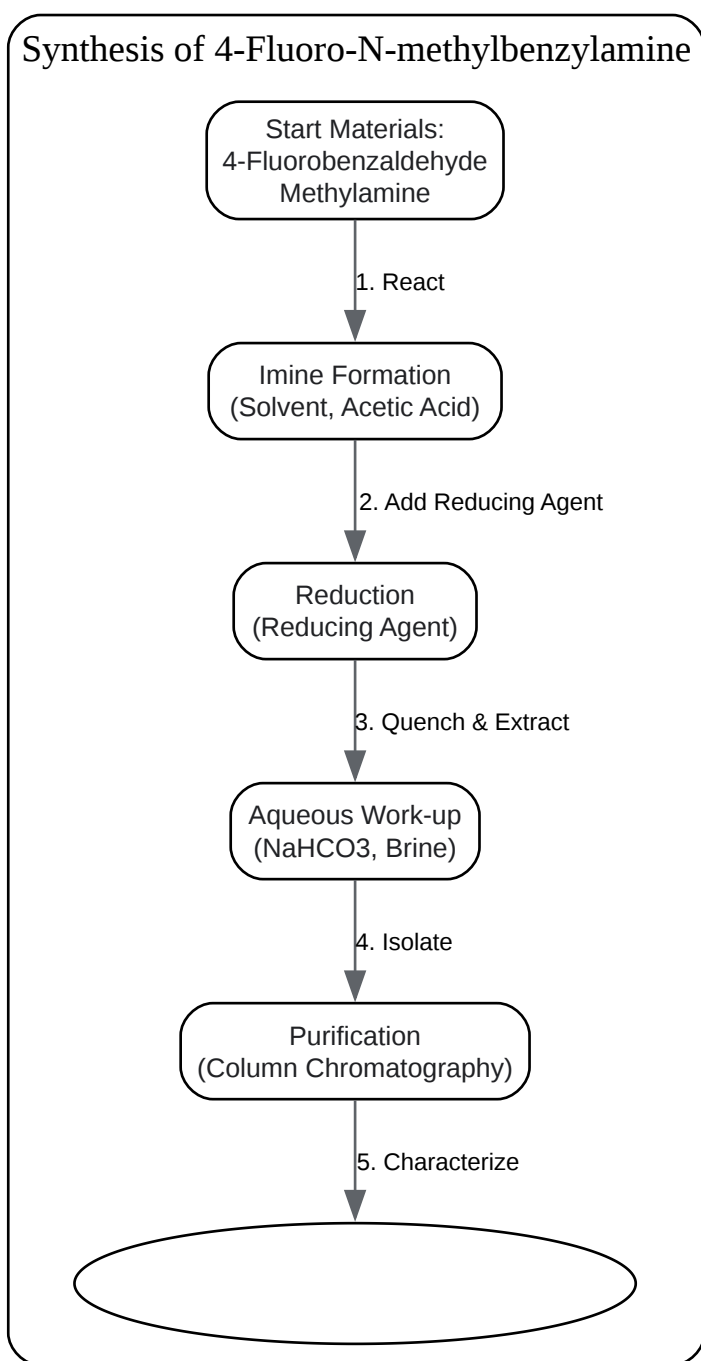 Synthesis of 4-Fluoro-N-methylbenzylamine
Start Materials:
4-Fluorobenzaldehyde
Methylamine
1. React
Imine Formation
(Solvent, Acetic Acid)
2. Add Reducing Agent
Reduction
(Reducing Agent)
3. Quench & Extract
Aqueous Work-up
(NaHCO3, Brine)
4. Isolate
Purification
(Column Chromatography)
5. Characterize